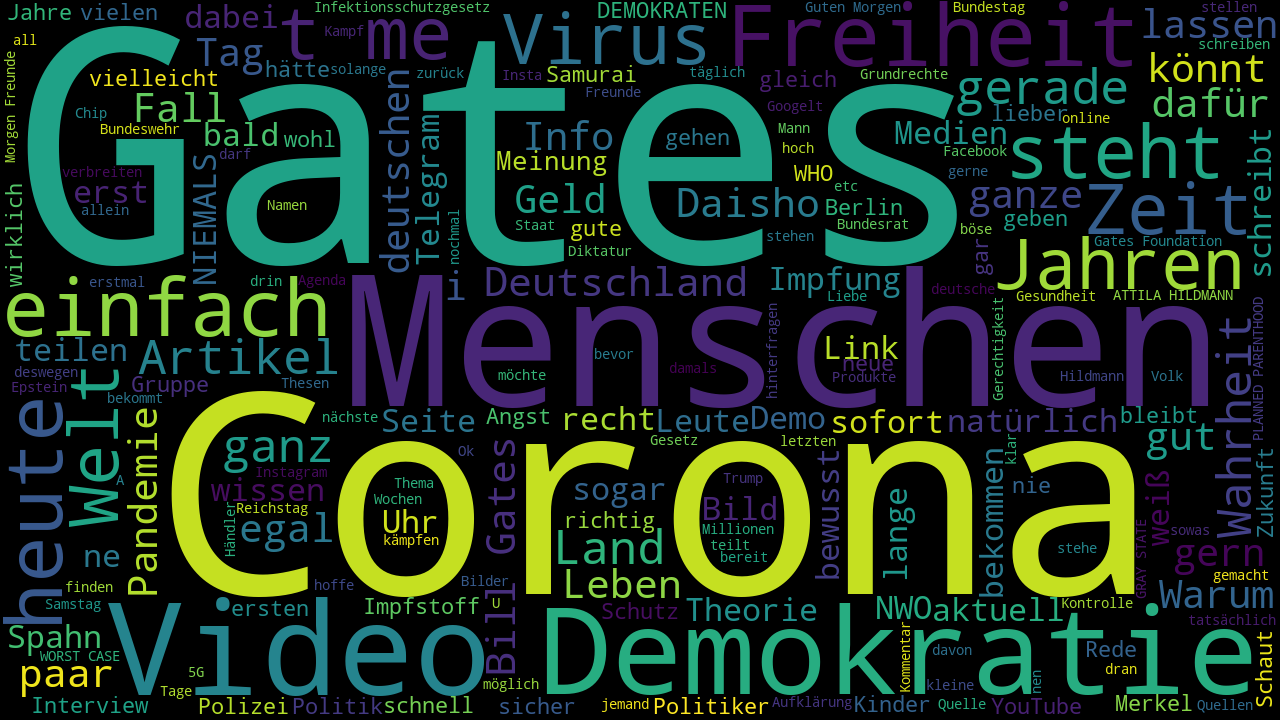 Jahre vielen dabei Infektionsschutzgesetz DEMOKRATEN Guten Morgen Bundestag stellen
all Tag t Kampf me Virus Freiheit lassen
hätte solange zurück Insta Samurai täglich gleich Grundrechte schreiben
vielleicht Freunde gerade könnt
Chip Fall Googelt lieber online dafür
Bundeswehr bald wohl Info gehen Mann Medien steht
Morgen Freunde
verbreiten darf Meinung hoch Facebook
erst WHO gerne
allein Namen Geld etc ganze Zeit schreibt
wirklich NIEMALS deutschen Telegram nochmal Staat gute Daisho Berlin geben
Gates
Diktatur stehen Bundesrat böse Gates Foundation
erstmal drin Agenda i Deutschland Impfung gar Jahren
einfach Liebe deutsche Gesundheit ATTILA HILDMANN
Menschen
teilen Artikel bevor hinterfragen Link Gerechtigkeit
deswegen damals neue
Epstein Gruppe Thesen möchte Produkte Hildmann Volk PLANNED PARENTHOOD
bekommt
heute Welt nächste Seite Angst recht Leute Demo sofort natürlich bleibt Wahrheit
Pandemie ganz Gesetz letzten klar gut
Ok
Instagram A Thema Trump
wissen Wochen sogar Bild nie weiß Zukunft
Reichstag Uhr richtig Millionen sowas
Händler egal kämpfen Land teilt bewusst lange bekommen stehe GRAY STATE gern
ne bereit
Corona
finden hoffe Bilder Leben gemacht
Samstag ersten Impfstoff U Schutz Theorie NWO aktuell Kontrolle Warum
Spahn Video Bill Gates Demokratie tatsächlich
WORST CASE Kommentar davon Rede
paar 5G dran
Tage möglich kleine nen Schaut
Interview Polizei Politik schnell sicher jemand Politiker Aufklärung Kinder Quelle YouTube Merkel Quellen